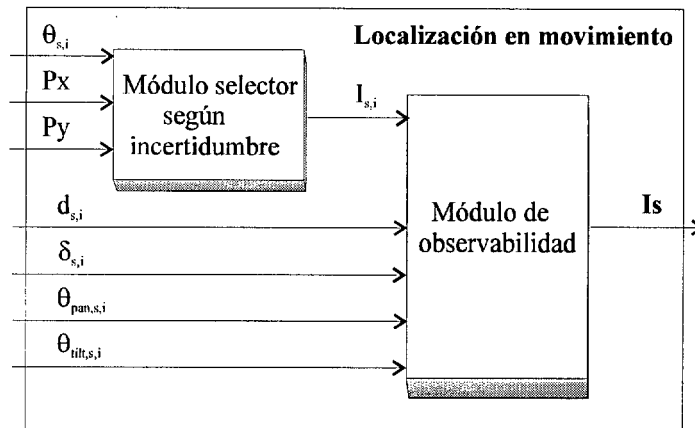 Localización en movimiento
θs,i
Px
Py
Módulo selector
según
incertidumbre
Is,i
ds,i
δs,i
θpan,s,i
θtilt,s,i
Módulo de
observabilidad
Is